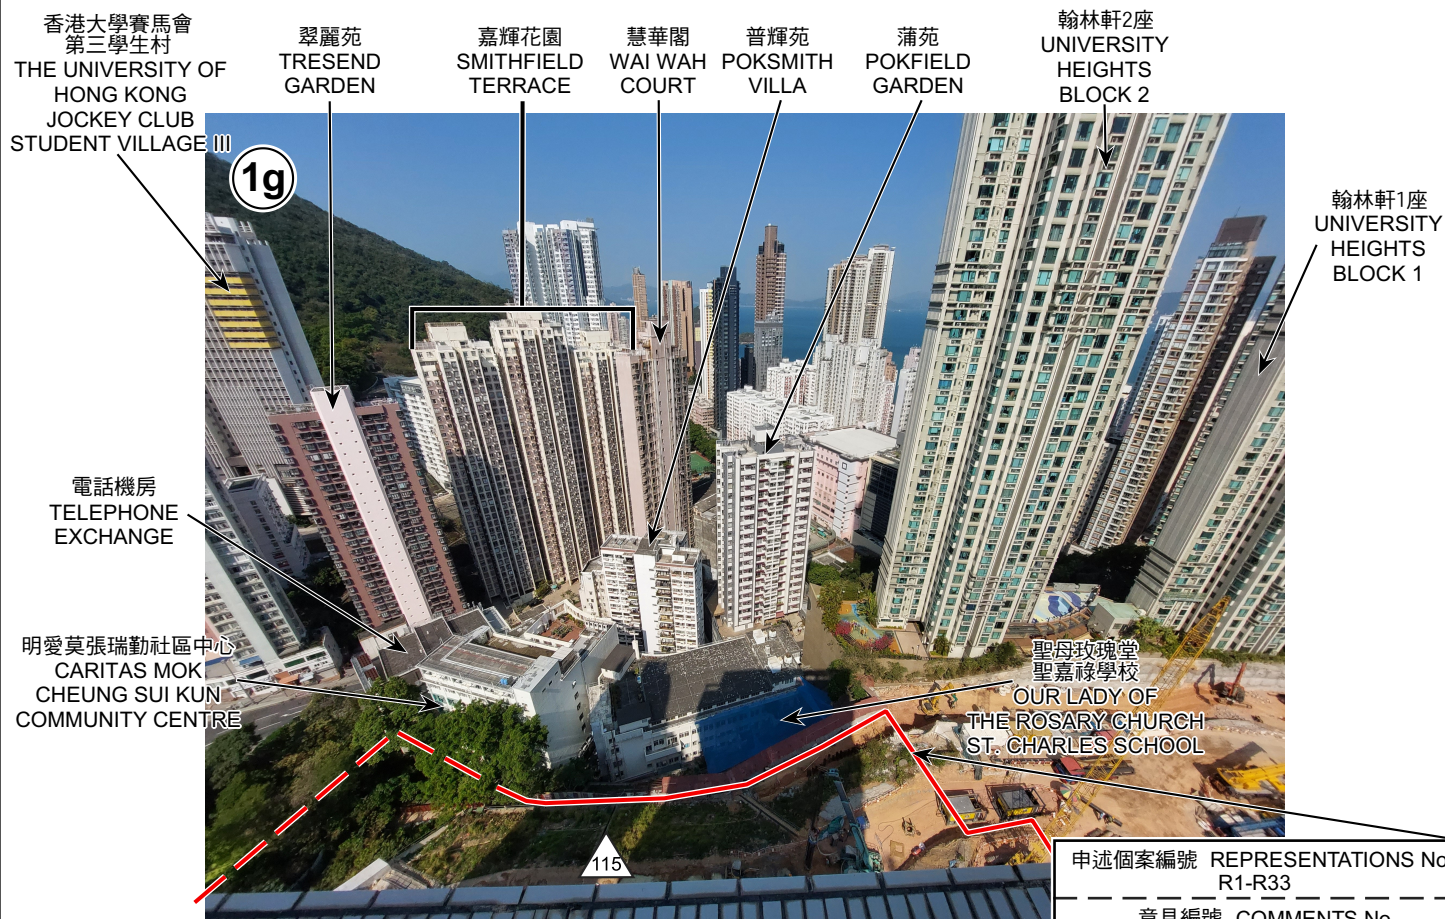 香港大學賽馬會
第三學生村
THE UNIVERSITY OF
HONG KONG
JOCKEY CLUB
STUDENT VILLAGE III
翠麗苑
TRESEND
GARDEN
嘉輝花園
SMITHFIELD
TERRACE
慧華閣
WAI WAH
COURT
普輝苑
POKSMITH
VILLA
蒲苑
POKFIELD
GARDEN
翰林軒2座
UNIVERSITY
HEIGHTS
BLOCK 2
翰林軒1座
UNIVERSITY
HEIGHTS
BLOCK 1
1g
電話機房
TELEPHONE
EXCHANGE
明愛莫張瑞勤社區中心
CARITAS MOK
CHEUNG SUI KUN
COMMUNITY CENTRE
聖母玫瑰堂
聖嘉祿學校
OUR LADY OF
THE ROSARY CHURCH
ST. CHARLES SCHOOL
115
申述個案編號 REPRESENTATIONS No
R1-R33
意見編號 COMMENTS No